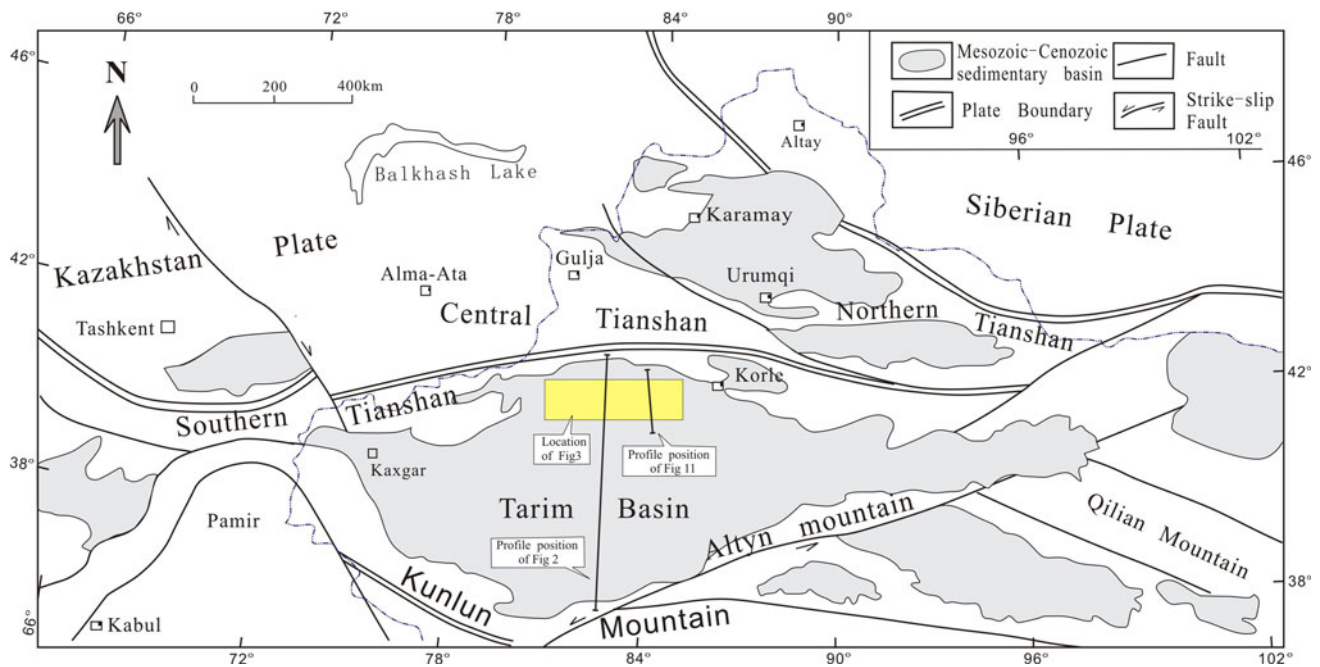 66°
72°
78°
84°
90°
46°
N
0 200 400km
Balkhash Lake
Altay
Mesozoic-Cenozoic
sedimentary basin
Fault
Plate Boundary
Strike-slip
Fault
96°
102°
46°
Karamay
Siberian Plate
Kazakhstan Plate
42°
Alma-Ata
Gulja
Urumqi
Tashkent
Central Tianshan
Northern Tianshan
Korle
42°
Southern Tianshan
Location
of Fig3
Profile position
of Fig 11
38°
Kaxgar
Pamir
Tarim Basin
Altyn mountain
Qilian Mountain
Profile position
of Fig 2
Kunlun Mountain
38°
66°
Kabul
72°
78°
84°
90°
96°
102°